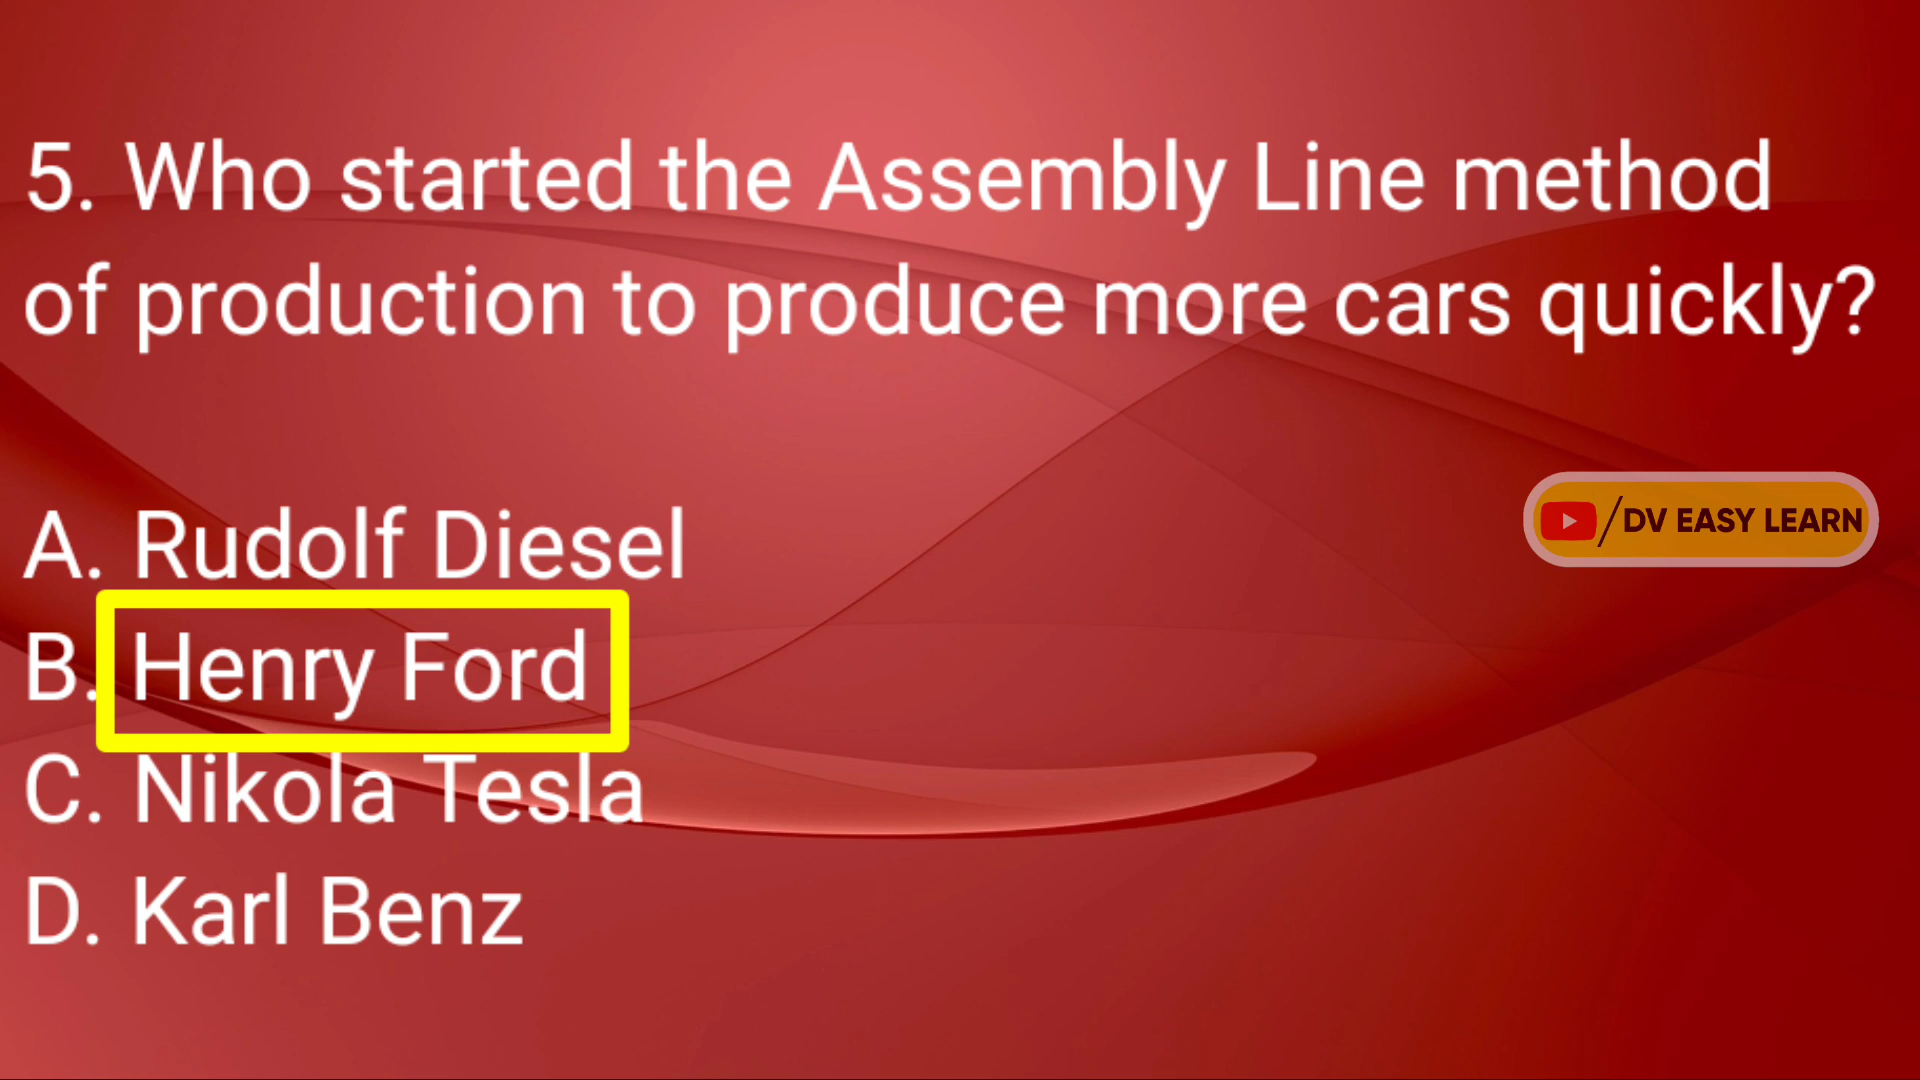 5. Who started the Assembly Line method
of production to produce more cars quickly?
A. Rudolf Diesel
/DV EASY LEARN
B. Henry Ford
C. Nikola Tesla
D. Karl Benz